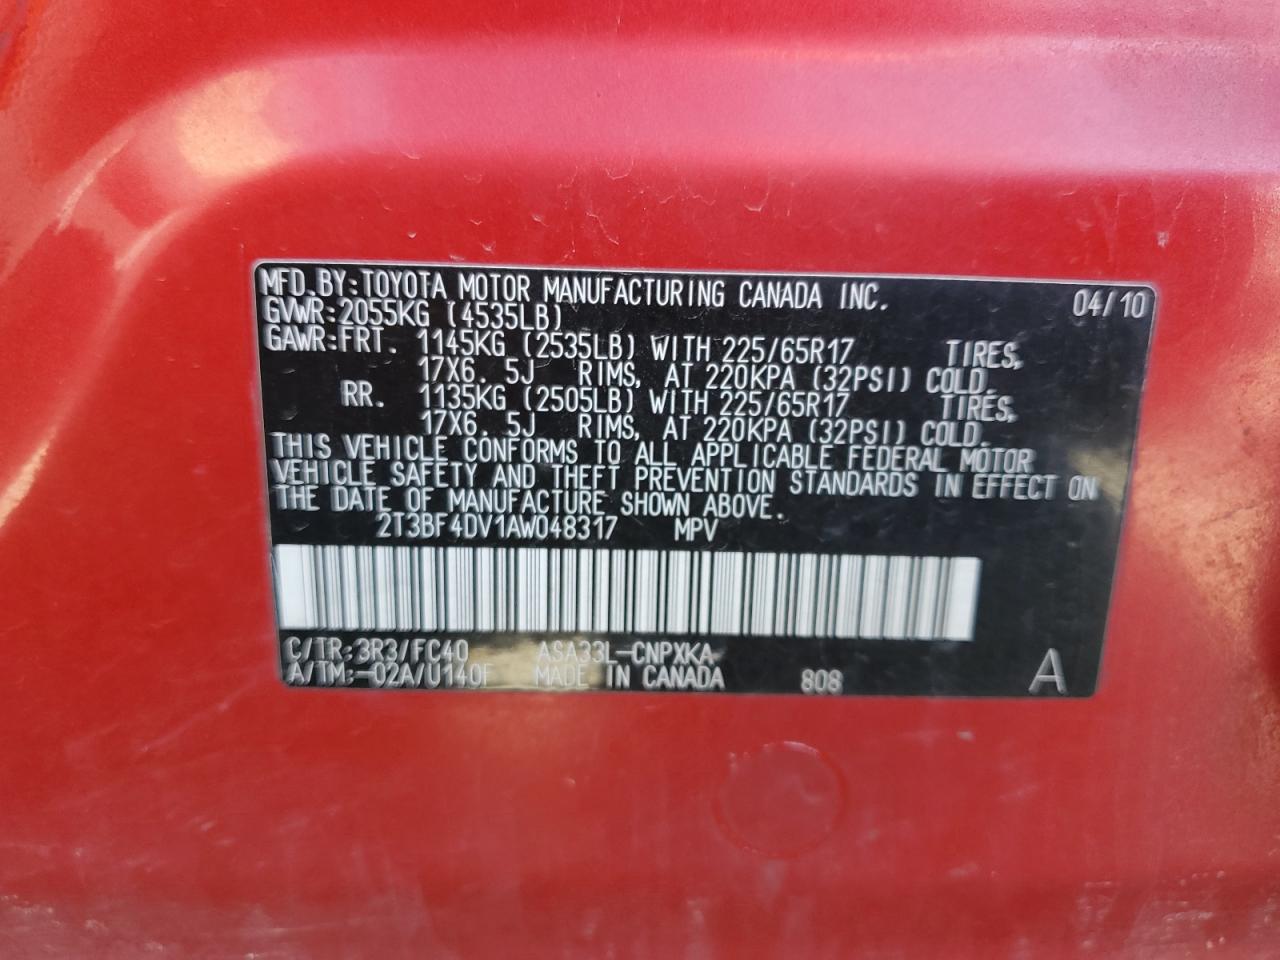 MFD.BY:TOYOTA MOTOR MANUFACTURING CANADA INC. 04/10
GVWR:2055KG (4535LB)
GAWR:FRT. 1145KG (2535LB) WITH 225/65R17 TIRES,
17X6.5J RIMS, AT 220KPA (32PSI) COLD.
RR. 1135KG (2505LB) WITH 225/65R17 TIRES,
17X6.5J RIMS, AT 220KPA (32PSI) COLD.
THIS VEHICLE CONFORMS TO ALL APPLICABLE FEDERAL MOTOR
VEHICLE SAFETY AND THEFT PREVENTION STANDARDS IN EFFECT ON
THE DATE OF MANUFACTURE SHOWN ABOVE.
2T3BF4DV1AW048317 MPV
C/TR:3R3/FC40 ASA33L-CNPXKA
A/TM:-02A/U140F MADE IN CANADA 808 A